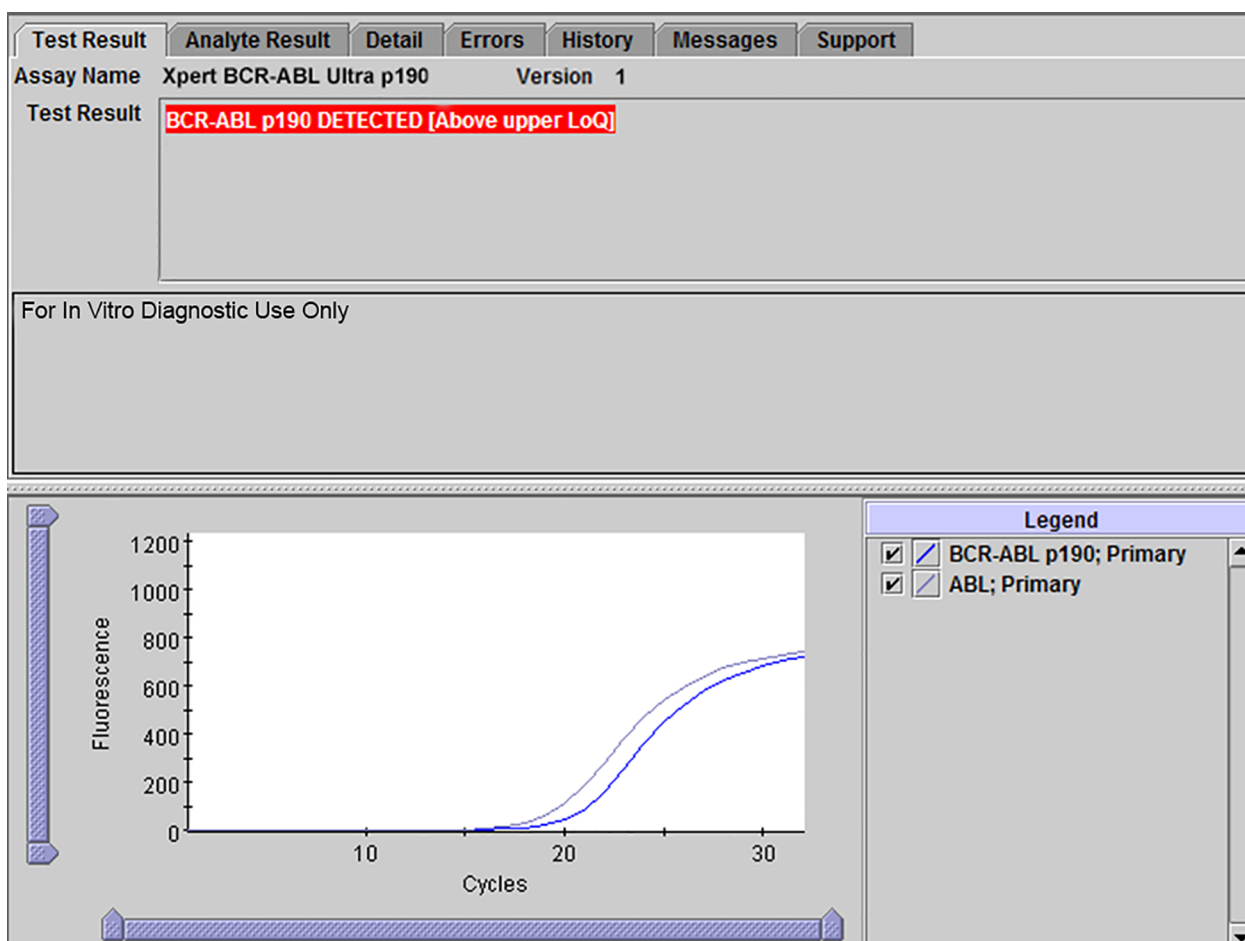 Test Result Analyte Result Detail Errors History Messages Support
Assay Name Xpert BCR-ABL Ultra p190 Version 1
Test Result BCR-ABL p190 DETECTED [Above upper LoQ]
For In Vitro Diagnostic Use Only
1200
1000
800
600
400
200
0
Fluorescence
10 20 30
Cycles
Legend
BCR-ABL p190; Primary
ABL; Primary